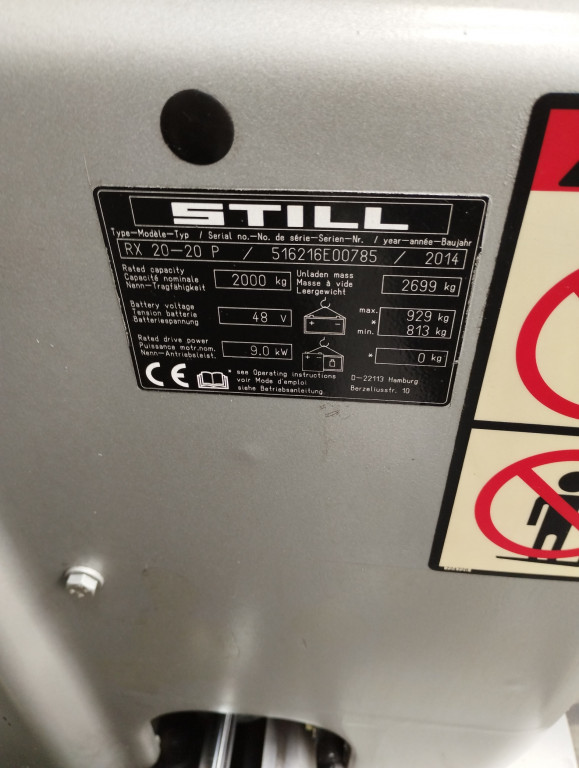 STILL
Type-Modèle-Typ / Serial no.-No. de série-Serien-Nr. / year-année-Baujahr
RX 20-20 P / 516216E00785 / 2014
Rated capacity
Capacité nominale
Nenn-Tragfähigkeit
2000 kg
Unladen mass
Masse à vide
Leergewicht
2699 kg
Battery voltage
Tension batterie
Batteriespannung
48 V
max. 929 kg
*
min. 813 kg
Rated drive power
Puissance motr.nom.
Nenn-Antriebsleist.
9.0 kW
* 0 kg
CE
* see Operating instructions
voir Mode d'emploi
siehe Betriebsanleitung
D-22113 Hamburg
Berzeliusstr. 10